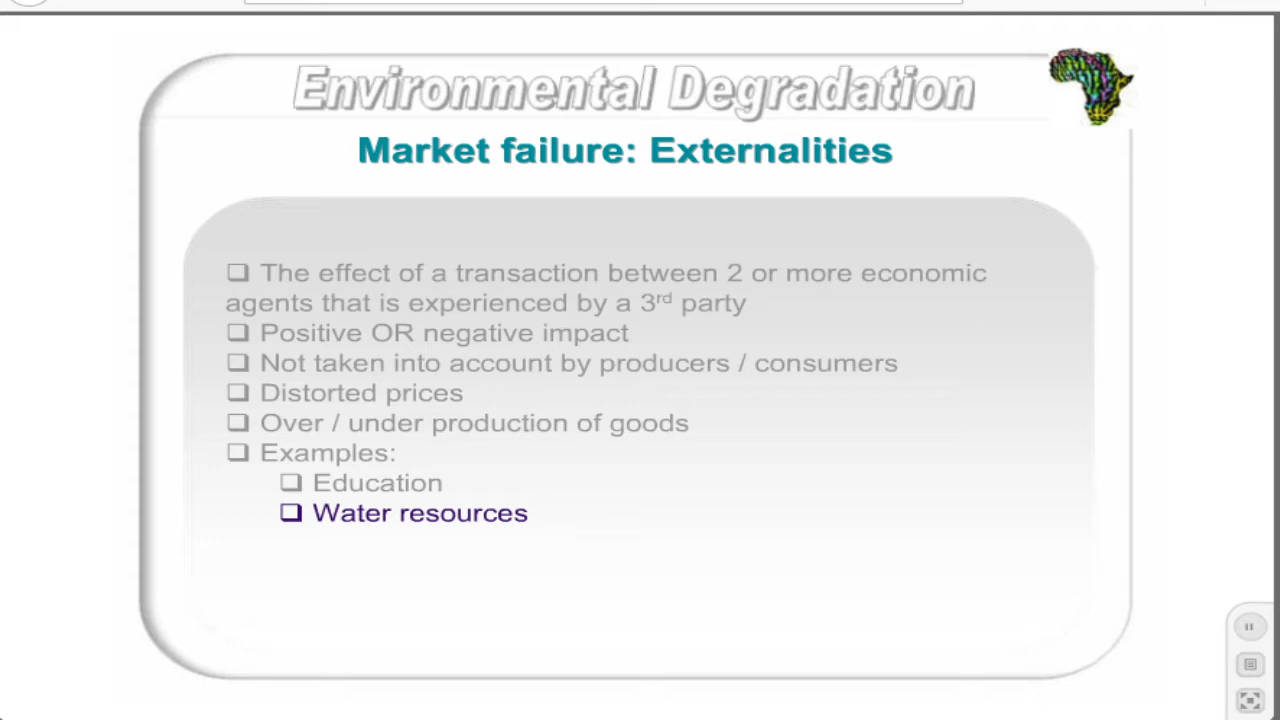 Environmental Degradation
Market failure: Externalities
❑ The effect of a transaction between 2 or more economic
agents that is experienced by a 3rd party
❑ Positive OR negative impact
❑ Not taken into account by producers / consumers
❑ Distorted prices
❑ Over / under production of goods
❑ Examples:
❑ Education
❑ Water resources